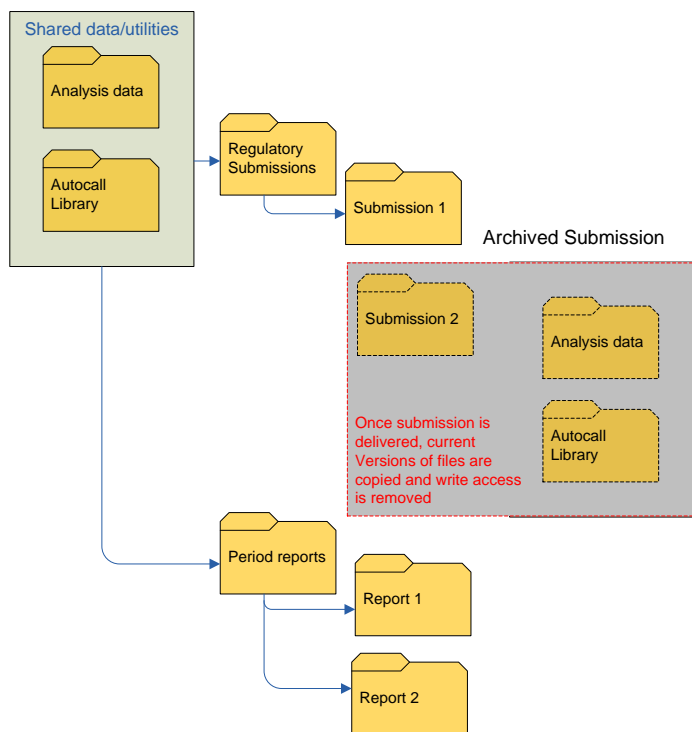 Shared data/utilities
Analysis data
Autocall
Library
Regulatory
Submissions
Submission 1
Archived Submission
Submission 2
Analysis data
Autocall
Library
Once submission is
delivered, current
Versions of files are
copied and write access
is removed
Period reports
Report 1
Report 2